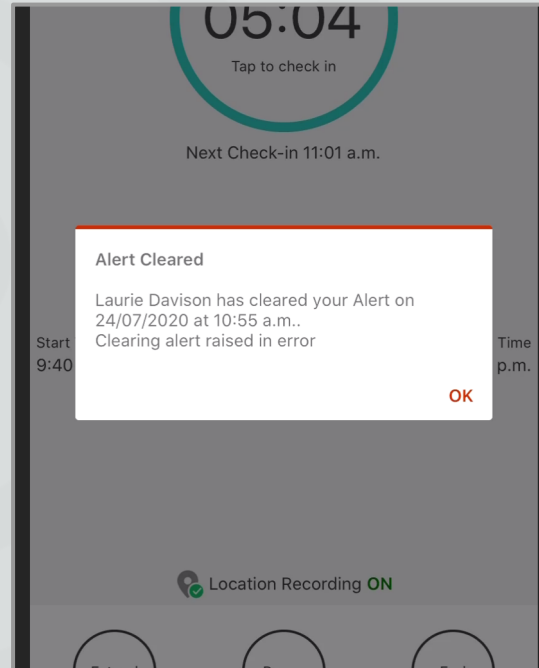 05:04
Tap to check in
Next Check-in 11:01 a.m.
Alert Cleared
Laurie Davison has cleared your Alert on
24/07/2020 at 10:55 a.m..
Clearing alert raised in error
Start
Time
9:40
p.m.
OK
Location Recording ON